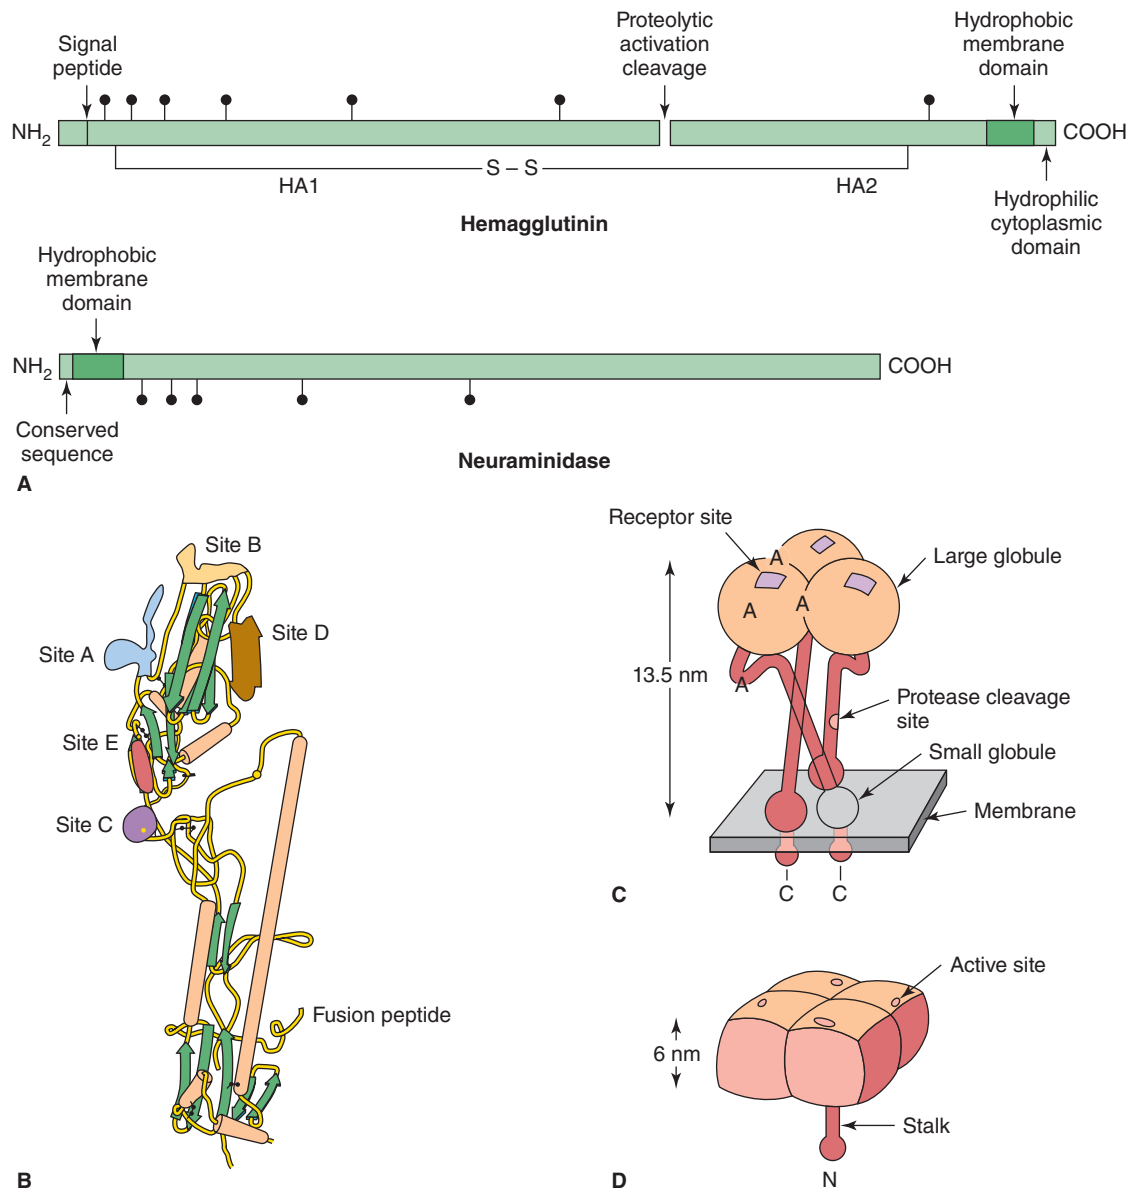 Signal
peptide
Proteolytic
activation
cleavage
Hydrophobic
membrane
domain
NH2
COOH
S – S
HA1
HA2
Hydrophilic
cytoplasmic
domain
Hemagglutinin
Hydrophobic
membrane
domain
NH2
COOH
Conserved
sequence
Neuraminidase
A
Site B
Site A
Site D
Site E
Site C
Fusion peptide
B
Receptor site
Large globule
A
A
A
A
13.5 nm
Protease cleavage
site
Small globule
Membrane
C
C
C
Active site
6 nm
Stalk
N
D